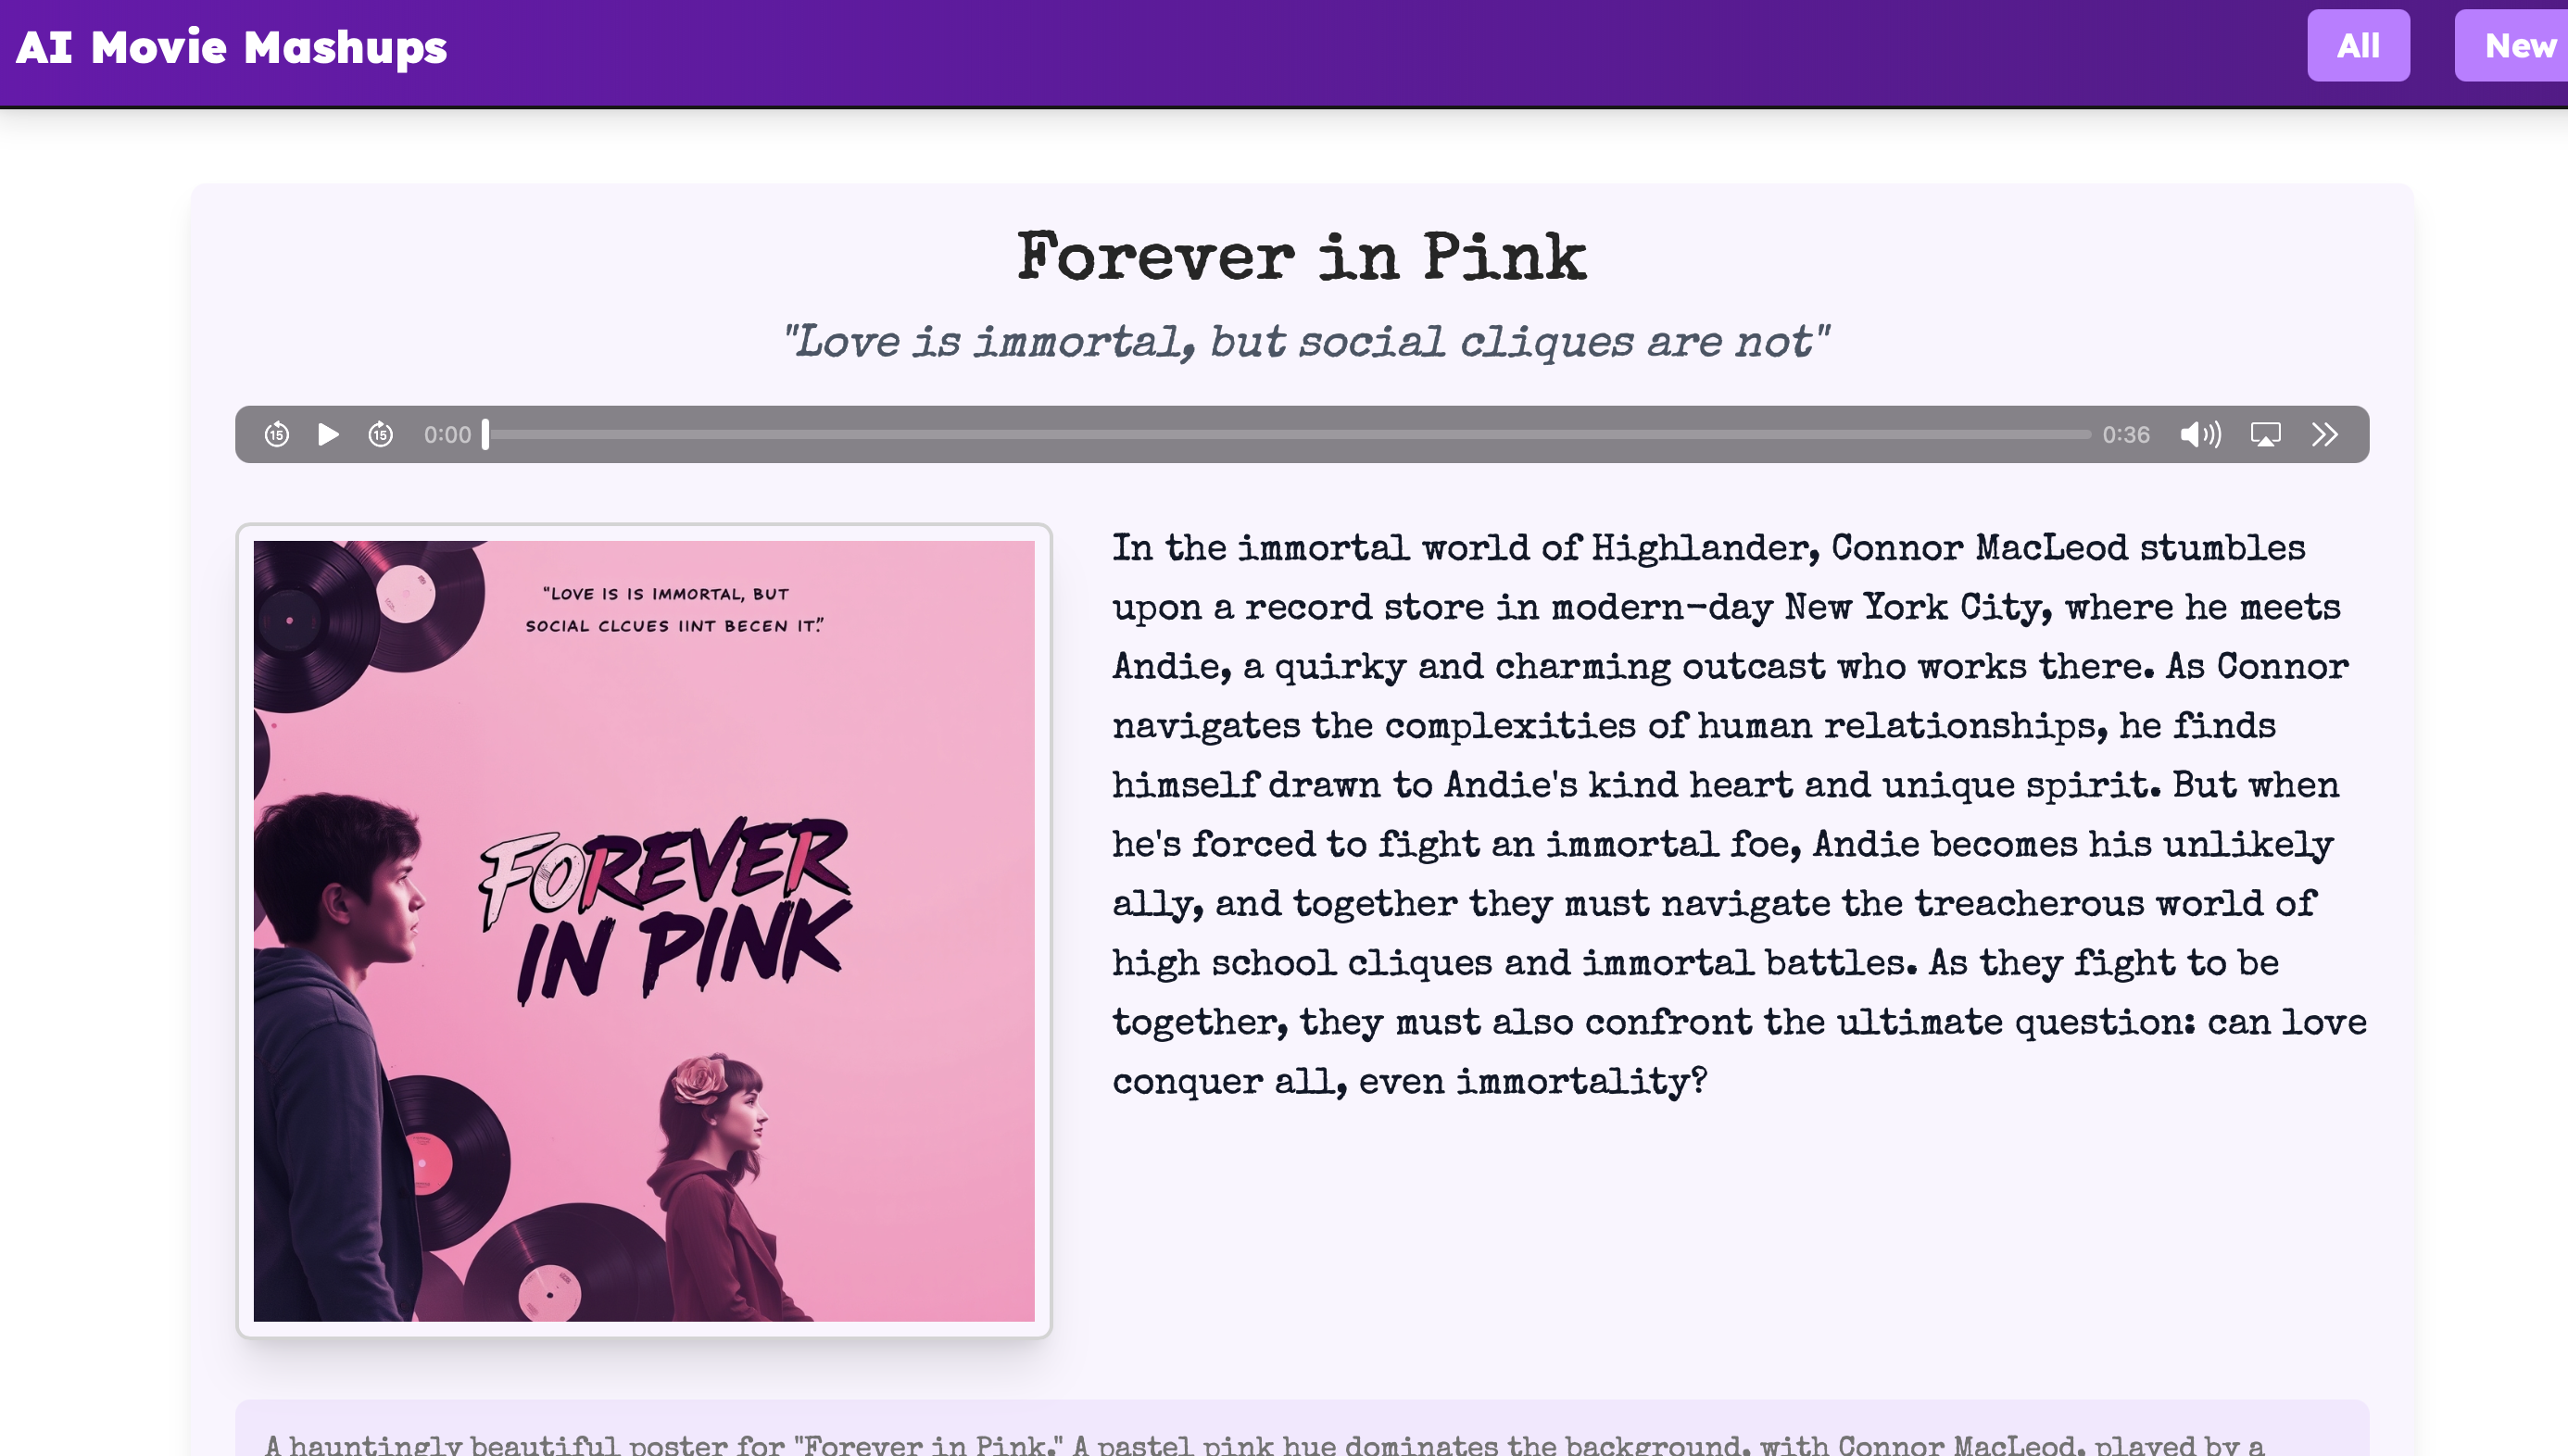 AI Movie Mashups
All
New
Forever in Pink
"Love is immortal, but social cliques are not"
15
15
0:00
0:36
"LOVE IS IS IMMORTAL, BUT
SOCIAL CLCUES IINT BECEN IT."
FOREVER
IN PINK
In the immortal world of Highlander, Connor MacLeod stumbles
upon a record store in modern-day New York City, where he meets
Andie, a quirky and charming outcast who works there. As Connor
navigates the complexities of human relationships, he finds
himself drawn to Andie's kind heart and unique spirit. But when
he's forced to fight an immortal foe, Andie becomes his unlikely
ally, and together they must navigate the treacherous world of
high school cliques and immortal battles. As they fight to be
together, they must also confront the ultimate question: can love
conquer all, even immortality?
A hauntingly beautiful poster for "Forever in Pink." A pastel pink hue dominates the background, with Connor MacLeod, played by a